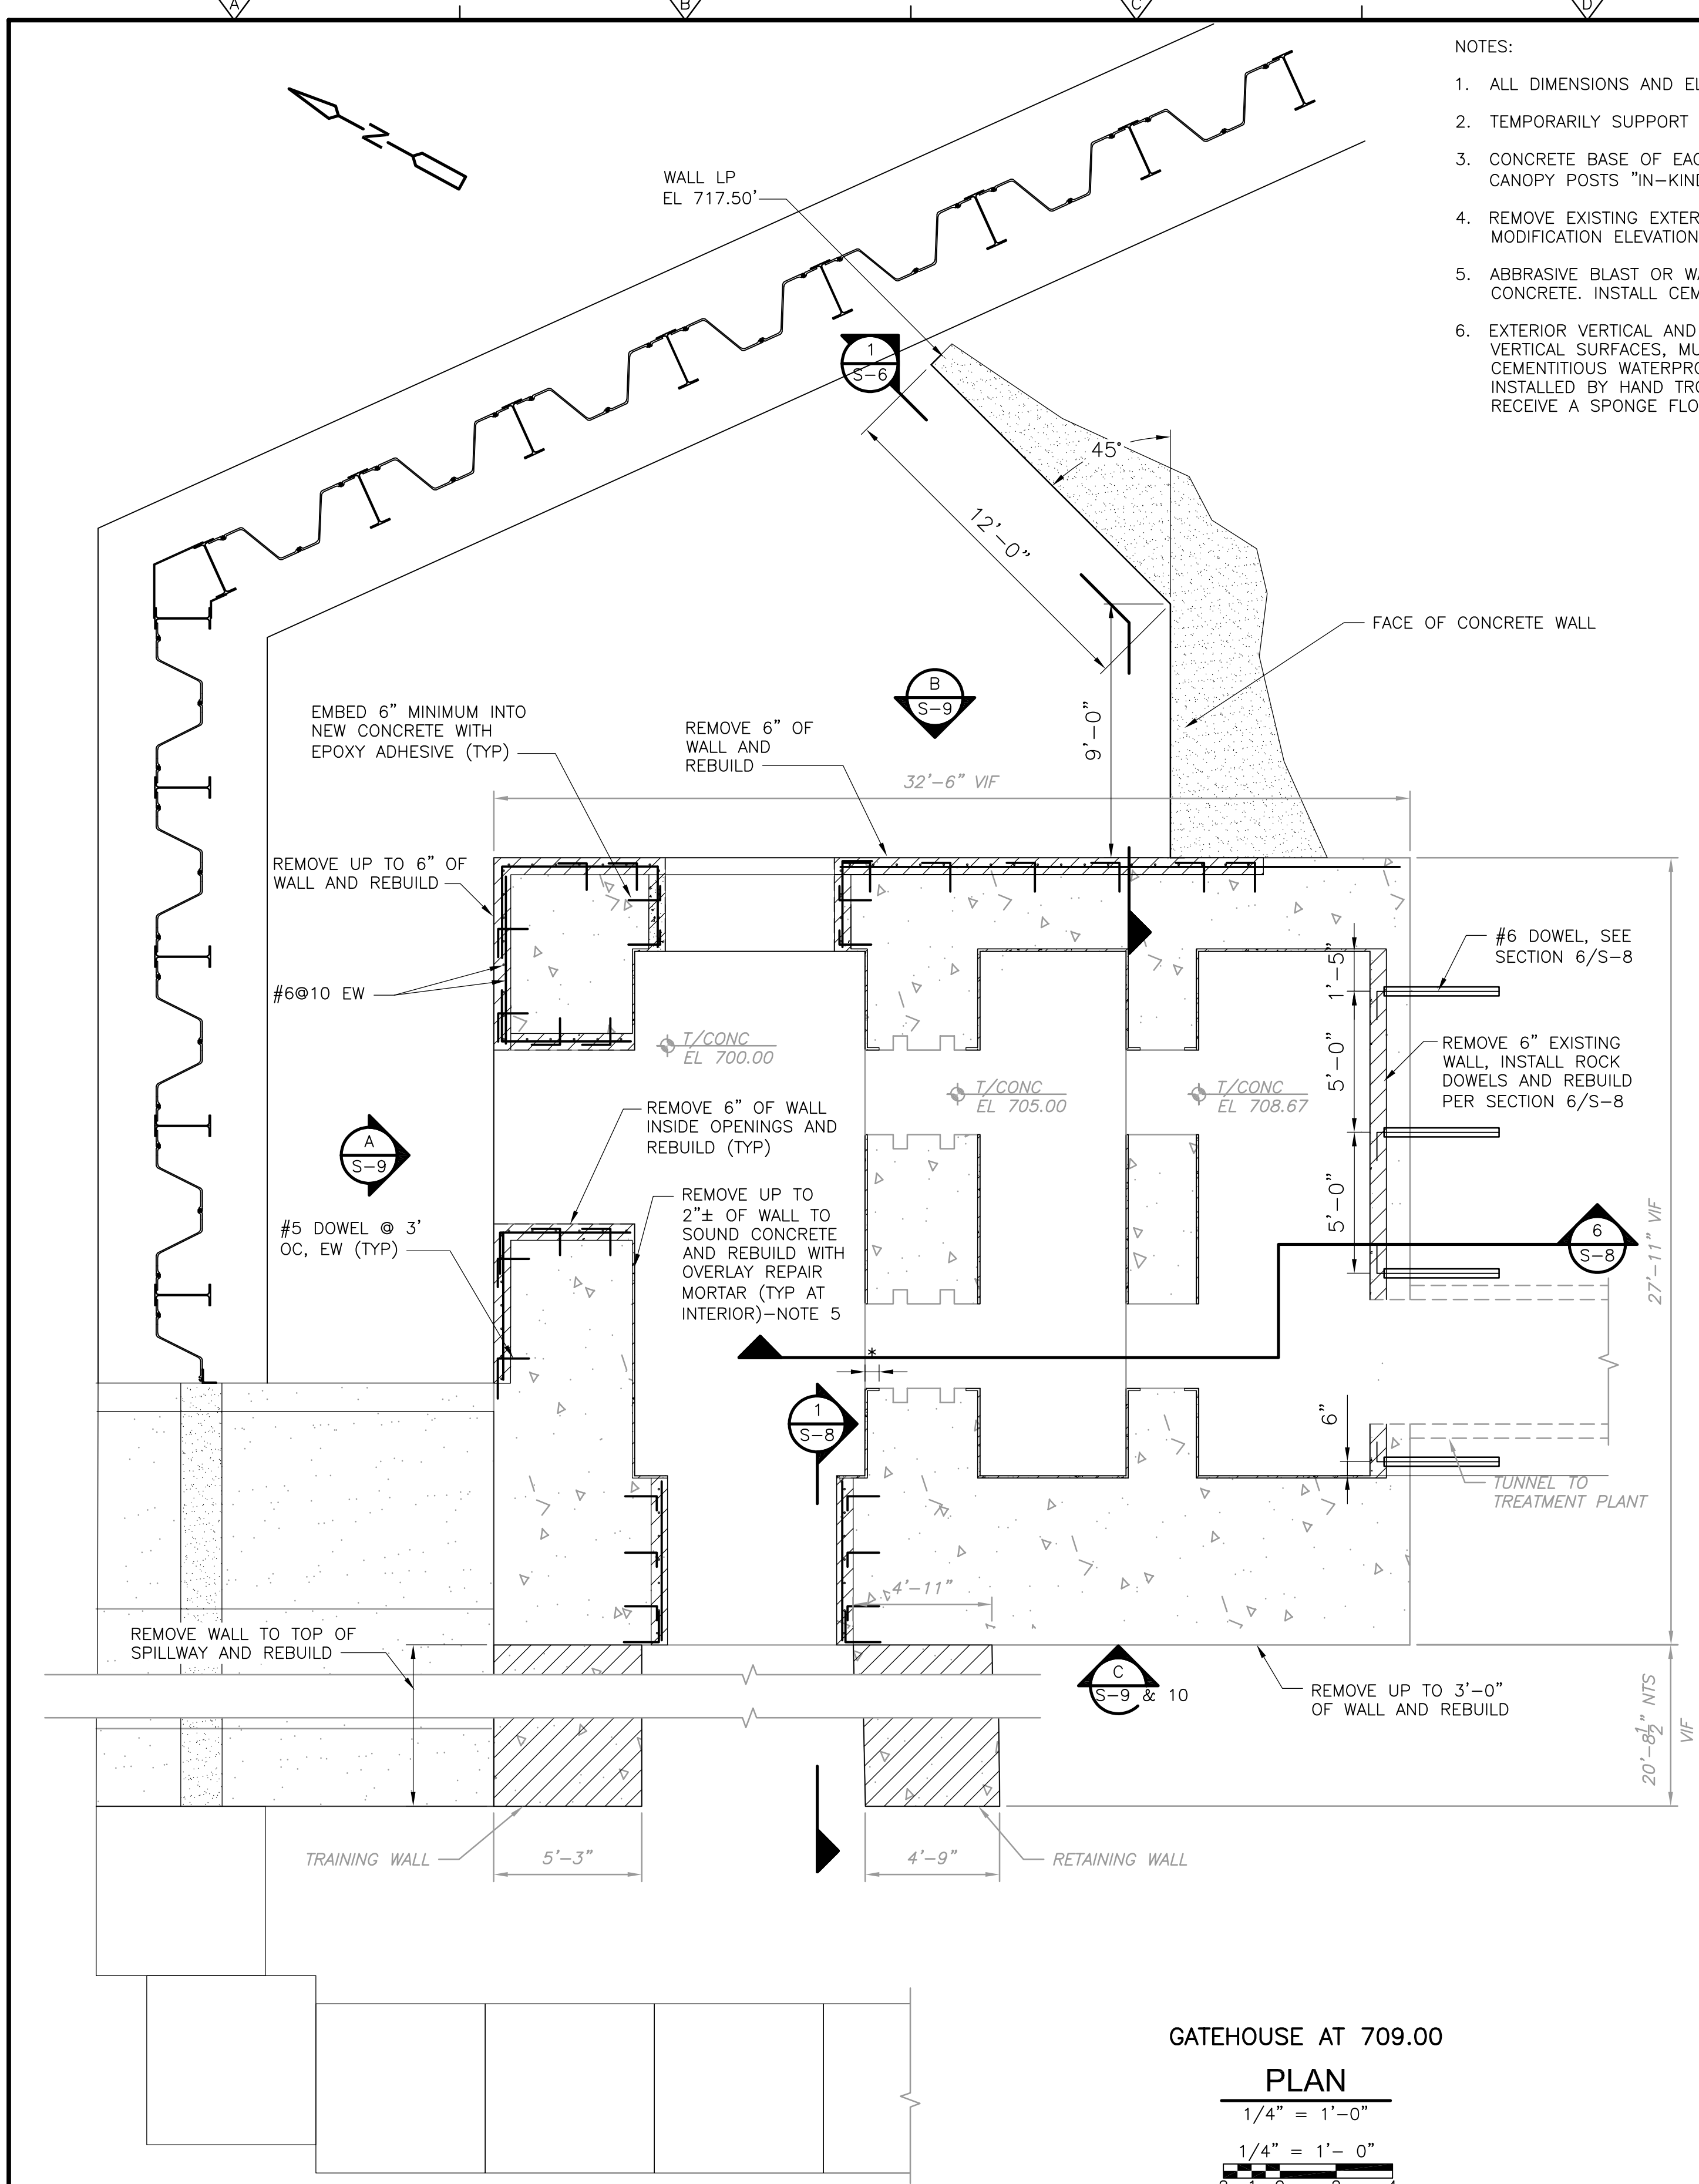 A
B
C
D
NOTES:
1. ALL DIMENSIONS AND
2. TEMPORARILY SUPPORT
3. CONCRETE BASE OF
CANOPY POSTS "IN-KIND
4. REMOVE EXISTING
MODIFICATION ELEVATION
5. ABBRASIVE BLAST OR
CONCRETE. INSTALL
6. EXTERIOR VERTICAL AND
VERTICAL SURFACES,
CEMENTITIOUS
INSTALLED BY HAND
RECEIVE A SPONGE
N
WALL LP
EL 717.50'
1
S-6
45°
12'-0"
FACE OF CONCRETE WALL
B
S-9
9'-0"
EMBED 6" MINIMUM INTO
NEW CONCRETE WITH
EPOXY ADHESIVE (TYP)
REMOVE 6" OF
WALL AND
REBUILD
32'-6" VIF
REMOVE UP TO 6" OF
WALL AND REBUILD
#6@10 EW
#6 DOWEL, SEE
SECTION 6/S-8
1'-5"
5'-0"
5'-0"
T/CONC
EL 700.00
T/CONC
EL 705.00
T/CONC
EL 708.67
REMOVE 6" EXISTING
WALL, INSTALL ROCK
DOWELS AND REBUILD
PER SECTION 6/S-8
REMOVE 6" OF WALL
INSIDE OPENINGS AND
REBUILD (TYP)
A
S-9
REMOVE UP TO
2"± OF WALL TO
SOUND CONCRETE
AND REBUILD WITH
OVERLAY REPAIR
MORTAR (TYP AT
INTERIOR)-NOTE 5
#5 DOWEL @ 3'
OC, EW (TYP)
6
S-8
27'-11" VIF
*
1
S-8
6"
TUNNEL TO
TREATMENT PLANT
4'-11"
REMOVE WALL TO TOP OF
SPILLWAY AND REBUILD
C
S-9 & 10
REMOVE UP TO 3'-0"
OF WALL AND REBUILD
20'-8 1/2" NTS
VIF
TRAINING WALL
5'-3"
4'-9"
RETAINING WALL
GATEHOUSE AT 709.00
PLAN
1/4" = 1'-0"
1/4" = 1'- 0"